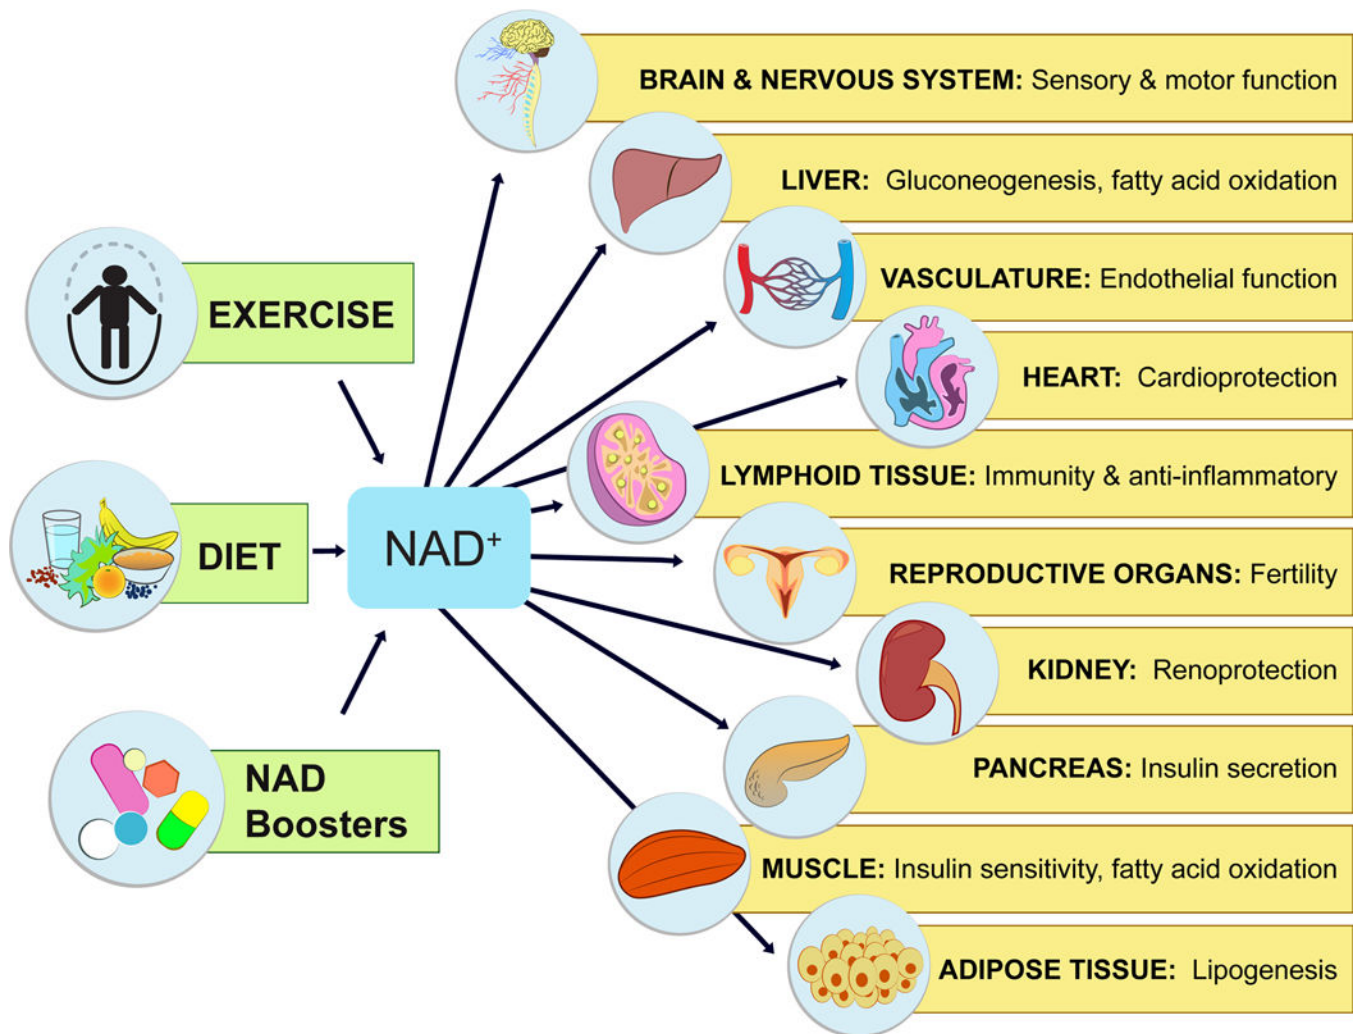 BRAIN & NERVOUS SYSTEM: Sensory & motor function
LIVER: Gluconeogenesis, fatty acid oxidation
VASCULATURE: Endothelial function
HEART: Cardioprotection
LYMPHOID TISSUE: Immunity & anti-inflammatory
REPRODUCTIVE ORGANS: Fertility
KIDNEY: Renoprotection
PANCREAS: Insulin secretion
MUSCLE: Insulin sensitivity, fatty acid oxidation
ADIPOSE TISSUE: Lipogenesis
EXERCISE
DIET
NAD
Boosters
NAD⁺